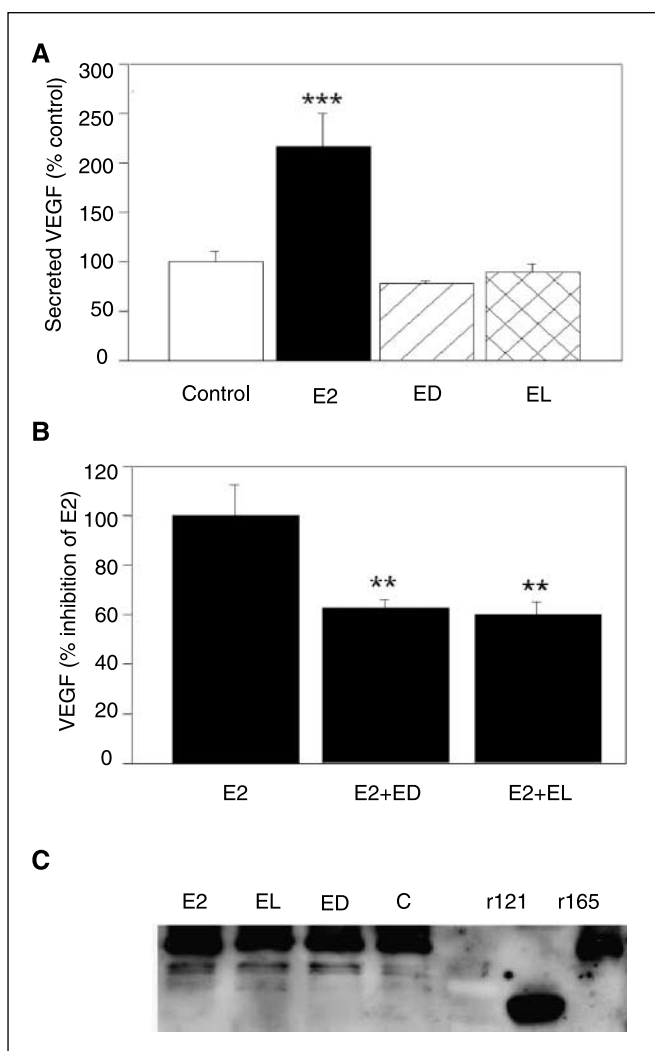 A
Secreted VEGF (% control)
300
250
200
150
100
50
0
***
Control E2 ED EL
B
VEGF (% inhibition of E2)
120
100
80
60
40
20
0
** **
E2 E2+ED E2+EL
C
E2 EL ED C r121 r165